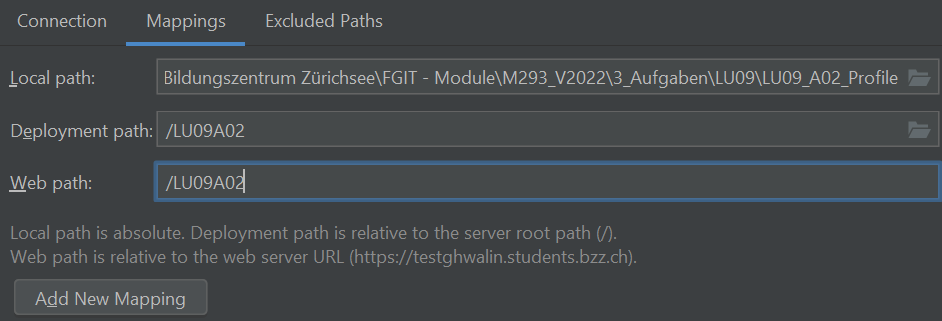 Connection Mappings Excluded Paths
Local path: Bildungszentrum Zürichsee\FGIT - Module\M293_V2022\3_Aufgaben\LU09\LU09_A02_Profile
Deployment path: /LU09A02
Web path: /LU09A02
Local path is absolute. Deployment path is relative to the server root path (/).
Web path is relative to the web server URL (https://testghwalin.students.bzz.ch).
Add New Mapping